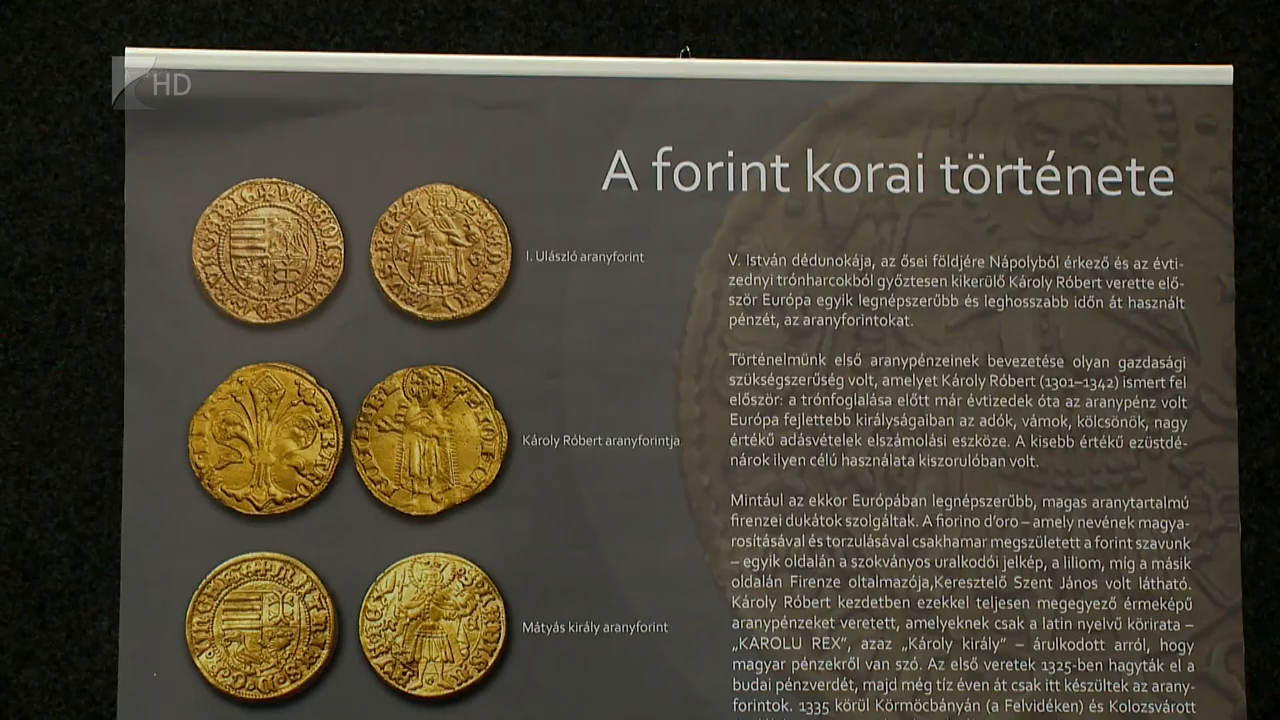 HD
A forint korai története
I. Ulászló aranyforint
Károly Róbert aranyforintja
Mátyás király aranyforint
V. István dédunokája, az ősei földjére Nápolyból érkező és az évti-
zednyi trónharcokból győztesen kikerülő Károly Róbert verette elő-
ször Európa egyik legnépszerűbb és leghosszabb időn át használt
pénzét, az aranyforintokat.
Történelmünk első aranypénzeinek bevezetése olyan gazdasági
szükségszerűség volt, amelyet Károly Róbert (1301–1342) ismert fel
először: a trónfoglalása előtt már évtizedek óta az aranypénz volt
Európa fejlettebb királyságaiban az adók, vámok, kölcsönök, nagy
értékű adásvételek elszámolási eszköze. A kisebb értékű ezüstdé-
nárok ilyen célú használata kiszorulóban volt.
Mintául az ekkor Európában legnépszerűbb, magas aranytartalmú
firenzei dukátok szolgáltak. A fiorino d'oro – amely nevének magya-
rosításával és torzulásával csakhamar megszületett a forint szavunk
– egyik oldalán a szokványos uralkodói jelkép, a liliom, míg a másik
oldalán Firenze oltalmazója,Keresztelő Szent János volt látható.
Károly Róbert kezdetben ezekkel teljesen megegyező érmeképű
aranypénzeket veretett, amelyeknek csak a latin nyelvű körirata –
„KAROLU REX”, azaz „Károly király” – árulkodott arról, hogy
magyar pénzekről van szó. Az első veretek 1325-ben hagyták el a
budai pénzverdét, majd még tíz éven át csak itt készültek az arany-
forintok. 1335 körül Körmöcbányán (a Felvidéken) és Kolozsvárott